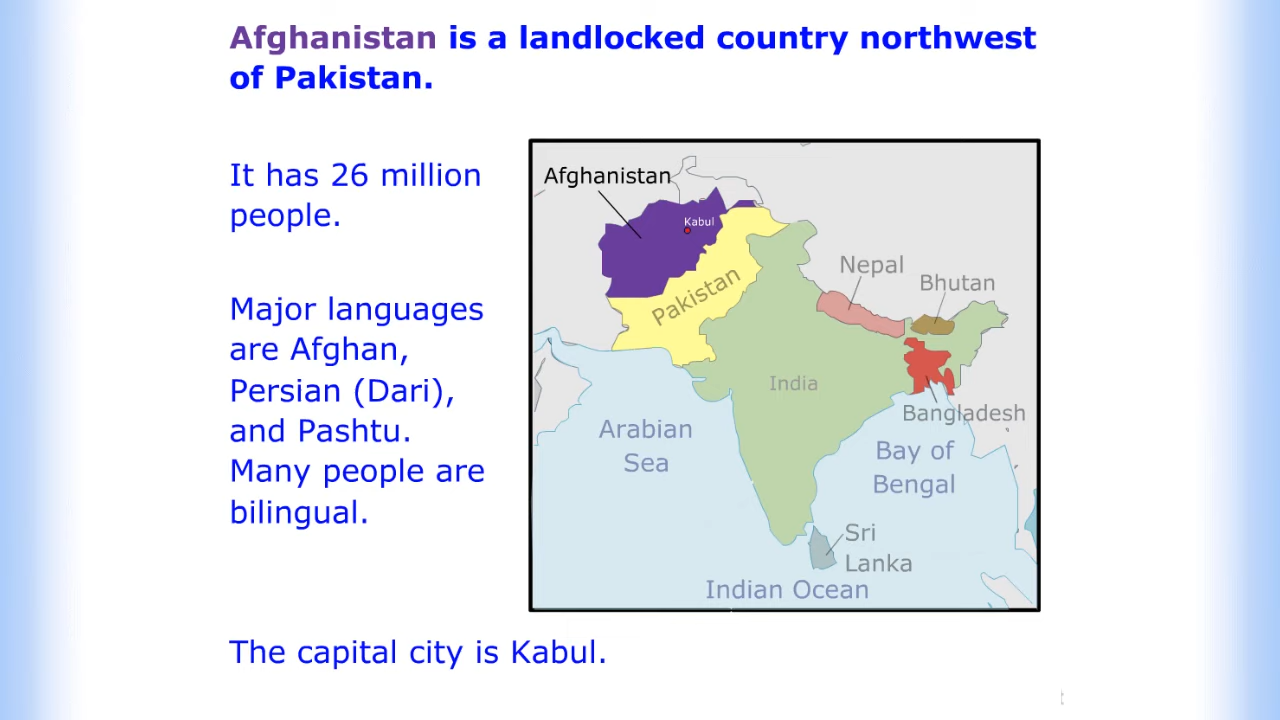 Afghanistan is a landlocked country northwest
of Pakistan.
It has 26 million
people.
Major languages
are Afghan,
Persian (Dari),
and Pashtu.
Many people are
bilingual.
Afghanistan
Kabul
Pakistan
Nepal
Bhutan
India
Bangladesh
Arabian
Sea
Bay of
Bengal
Sri
Lanka
Indian Ocean
The capital city is Kabul.